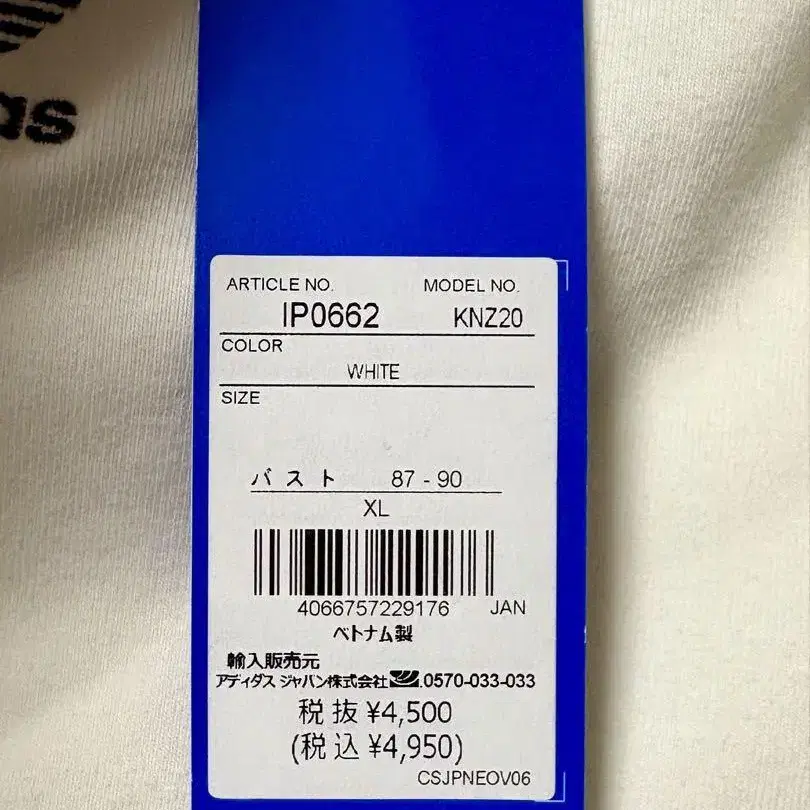 as
ARTICLE NO. MODEL NO.
IP0662 KNZ20
COLOR
WHITE
SIZE
バスト 87 - 90
XL
4066757229176 JAN
ベトナム製
輸入販売元
アディダス ジャパン株式会社 .0570-033-033
税抜 ¥4,500
(税込 ¥4,950)
CSJPNEOV06